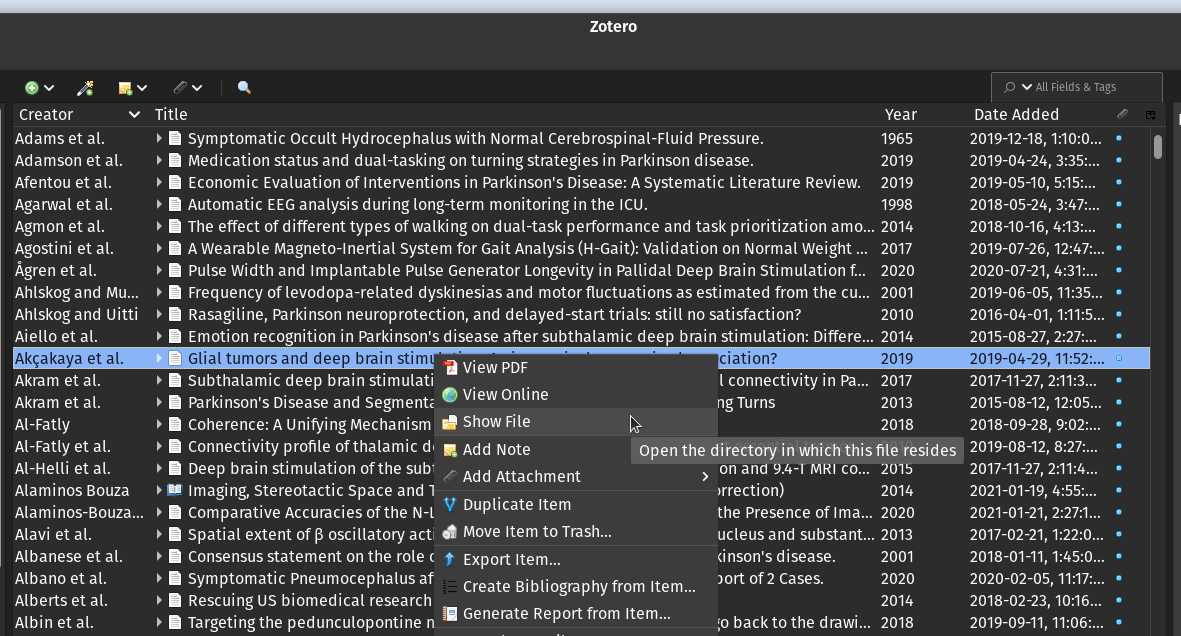 Zotero
All Fields & Tags
Creator Title Year Date Added
Adams et al. Symptomatic Occult Hydrocephalus with Normal Cerebrospinal-Fluid Pressure. 1965 2019-12-18, 1:10:0...
Adamson et al. Medication status and dual-tasking on turning strategies in Parkinson disease. 2019 2019-04-24, 3:35:...
Afentou et al. Economic Evaluation of Interventions in Parkinson's Disease: A Systematic Literature Review. 2019 2019-05-10, 5:15:...
Agarwal et al. Automatic EEG analysis during long-term monitoring in the ICU. 1998 2018-05-24, 3:47:...
Agmon et al. The effect of different types of walking on dual-task performance and task prioritization amo... 2014 2018-10-16, 4:13:...
Agostini et al. A Wearable Magneto-Inertial System for Gait Analysis (H-Gait): Validation on Normal Weight ... 2017 2019-07-26, 12:47:...
Ågren et al. Pulse Width and Implantable Pulse Generator Longevity in Pallidal Deep Brain Stimulation f... 2020 2020-07-21, 4:31:...
Ahlskog and Mu... Frequency of levodopa-related dyskinesias and motor fluctuations as estimated from the cu... 2001 2019-06-05, 11:35...
Ahlskog and Uitti Rasagiline, Parkinson neuroprotection, and delayed-start trials: still no satisfaction? 2010 2016-04-01, 1:11:5...
Aiello et al. Emotion recognition in Parkinson's disease after subthalamic deep brain stimulation: Differe... 2014 2015-08-27, 2:27:...
Akçakaya et al. Glial tumors and deep brain stimu ciation? 2019 2019-04-29, 11:52:...
View PDF
Akram et al. Subthalamic deep brain stimulati l connectivity in Pa... 2017 2017-11-27, 2:11:3...
View Online
Parkinson's Disease and Segmenta ng Turns 2013 2015-08-12, 12:05...
Show File
Al-Fatly Coherence: A Unifying Mechanism 2018 2018-09-28, 9:02:...
Add Note
Open the directory in which this file resides
Al-Fatly et al. Connectivity profile of thalamic d 2019-08-12, 8:27:...
Al-Helli et al. Deep brain stimulation of the subt on and 9.4-T MRI co... 2015 2017-11-27, 2:11:4...
Add Attachment
Alaminos Bouza Imaging, Stereotactic Space and T orrection) 2014 2021-01-19, 4:55:...
Duplicate Item
Alaminos-Bouza... Comparative Accuracies of the N-L the Presence of Ima... 2020 2021-01-21, 2:27:1...
Move Item to Trash...
Alavi et al. Spatial extent of β oscillatory acti ucleus and substant... 2013 2017-02-21, 1:22:0...
Albanese et al. Consensus statement on the role o kinson's disease. 2001 2018-01-11, 1:45:0...
Export Item...
Albano et al. Symptomatic Pneumocephalus af port of 2 Cases. 2020 2020-02-05, 11:17:...
Create Bibliography from Item...
Alberts et al. Rescuing US biomedical research 2014 2018-02-23, 10:16...
Generate Report from Item...
Albin et al. Targeting the pedunculopontine n go back to the drawi... 2018 2019-09-11, 11:06:...